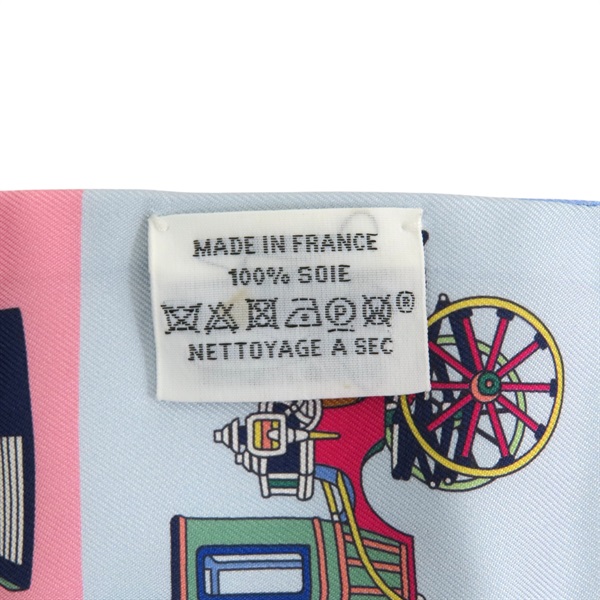 MADE IN FRANCE
100% SOIE
P W ®
NETTOYAGE A SEC